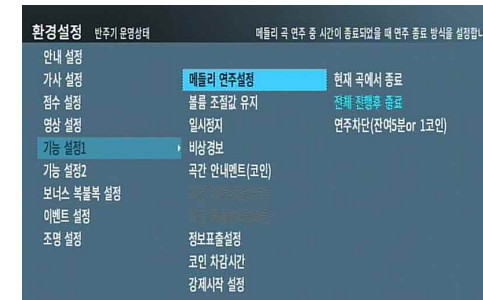 환경설정 반주기 운영상태 메들리 곡 연주 중 시간이 종료되었을 때 연주 종료 방식을 설정합니
안내 설정
가사 설정 메들리 연주설정 현재 곡에서 종료
점수 설정 볼륨 조절값 유지 전체 진행후 종료
영상 설정 일시정지 연주차단(잔여5분or 1코인)
기능 설정1 비상경보
기능 설정2 곡간 안내멘트(코인)
보너스 복불복 설정
이벤트 설정
조명 설정 정보표출설정
코인 차감시간
강제시작 설정